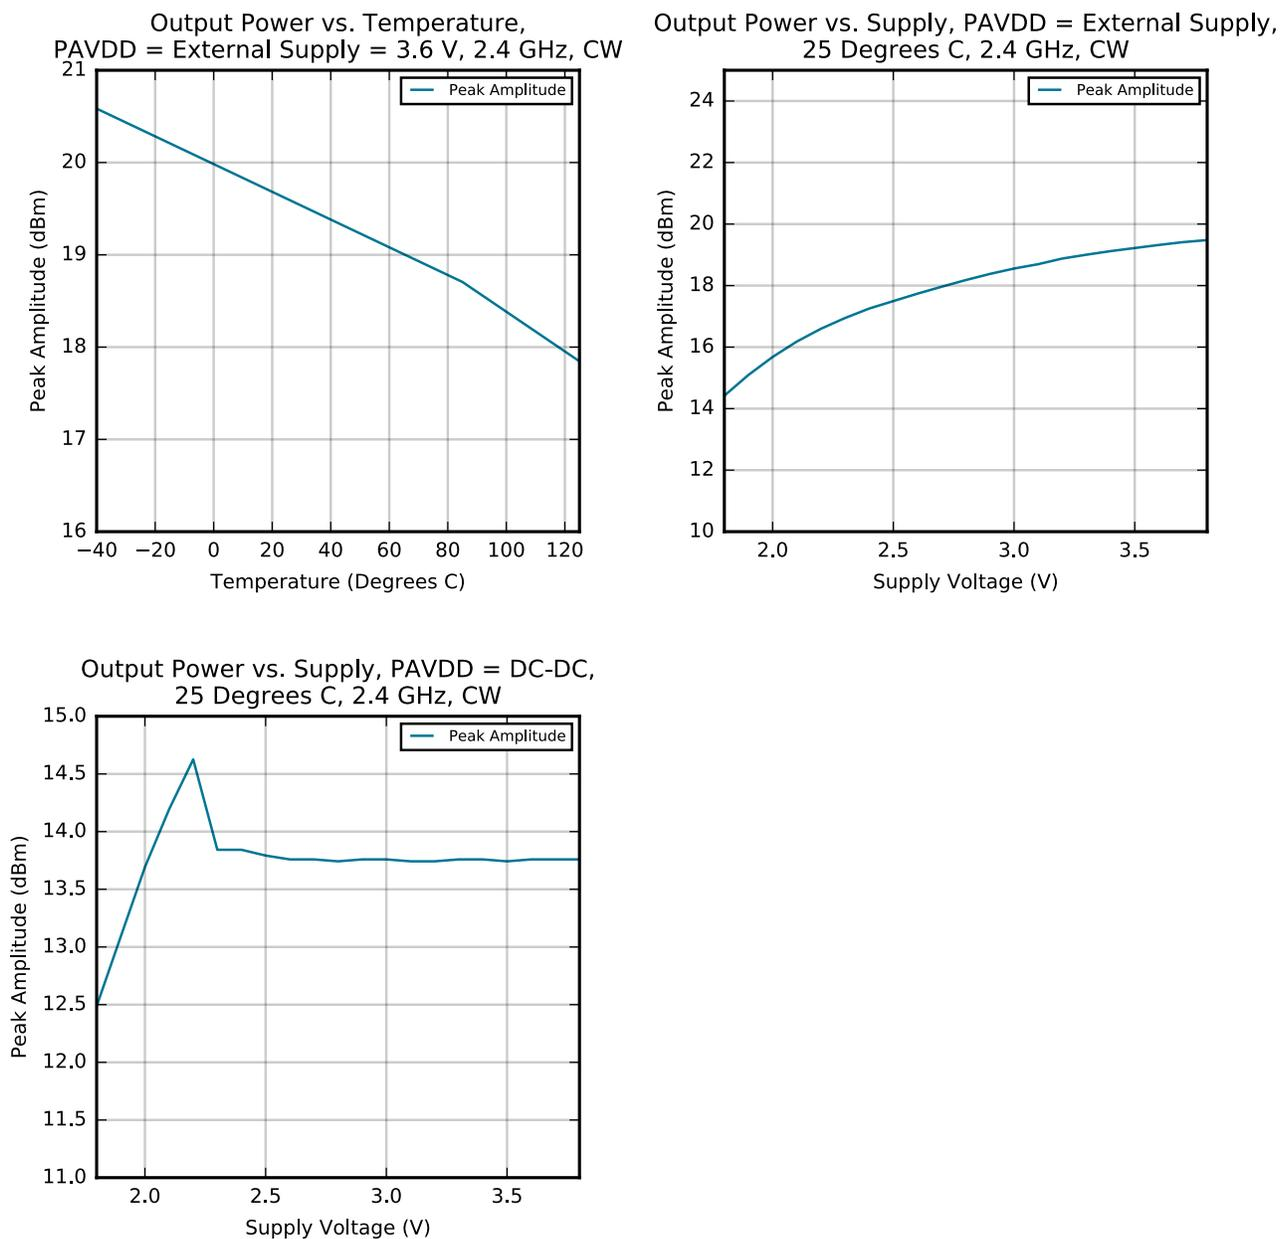 Output Power vs. Temperature,
PAVDD = External Supply = 3.6 V, 2.4 GHz, CW
Peak Amplitude
21
20
19
18
17
16
Peak Amplitude (dBm)
−40 −20 0 20 40 60 80 100 120
Temperature (Degrees C)
Output Power vs. Supply, PAVDD = External Supply,
25 Degrees C, 2.4 GHz, CW
Peak Amplitude
24
22
20
18
16
14
12
10
Peak Amplitude (dBm)
2.0 2.5 3.0 3.5
Supply Voltage (V)
Output Power vs. Supply, PAVDD = DC-DC,
25 Degrees C, 2.4 GHz, CW
Peak Amplitude
15.0
14.5
14.0
13.5
13.0
12.5
12.0
11.5
11.0
Peak Amplitude (dBm)
2.0 2.5 3.0 3.5
Supply Voltage (V)